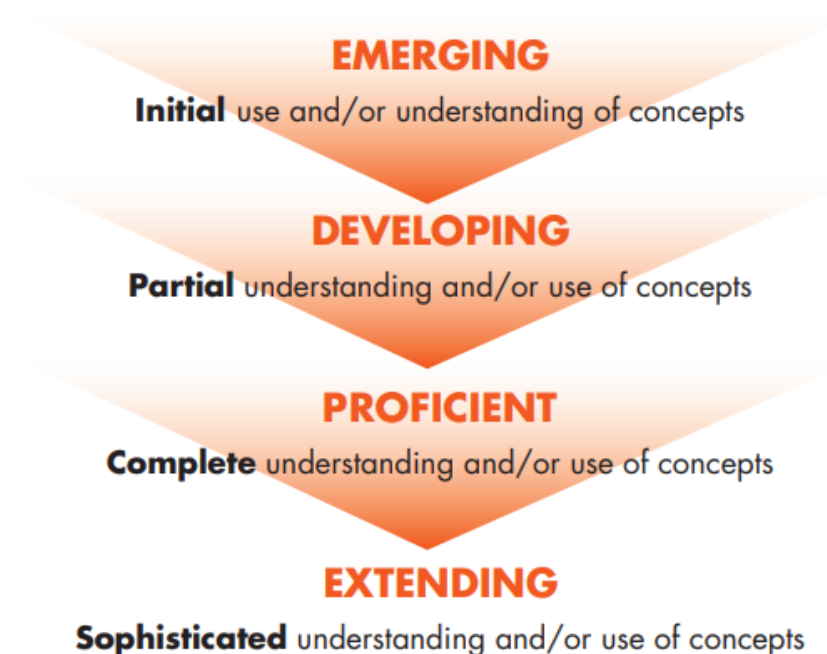 EMERGING
Initial use and/or understanding of concepts
DEVELOPING
Partial understanding and/or use of concepts
PROFICIENT
Complete understanding and/or use of concepts
EXTENDING
Sophisticated understanding and/or use of concepts